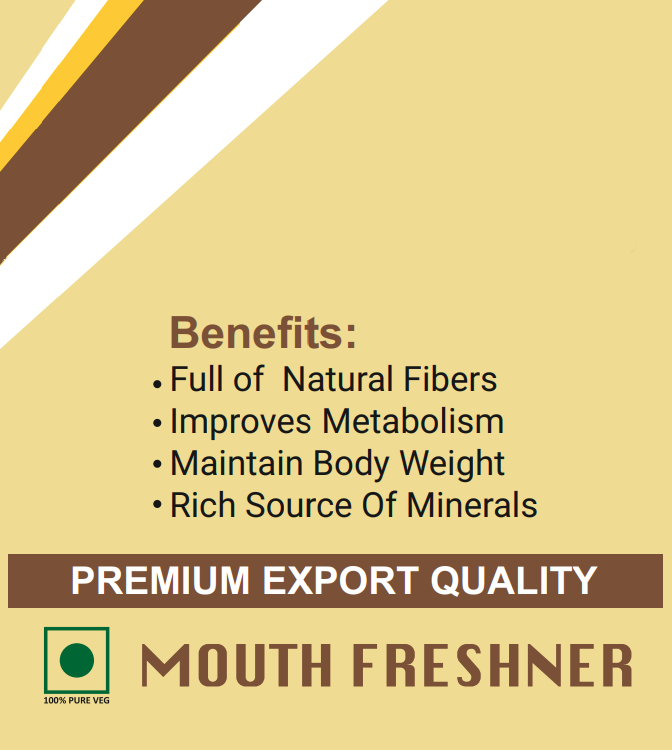 Benefits:
• Full of Natural Fibers
• Improves Metabolism
• Maintain Body Weight
• Rich Source Of Minerals
PREMIUM EXPORT QUALITY
MOUTH FRESHNER
100% PURE VEG